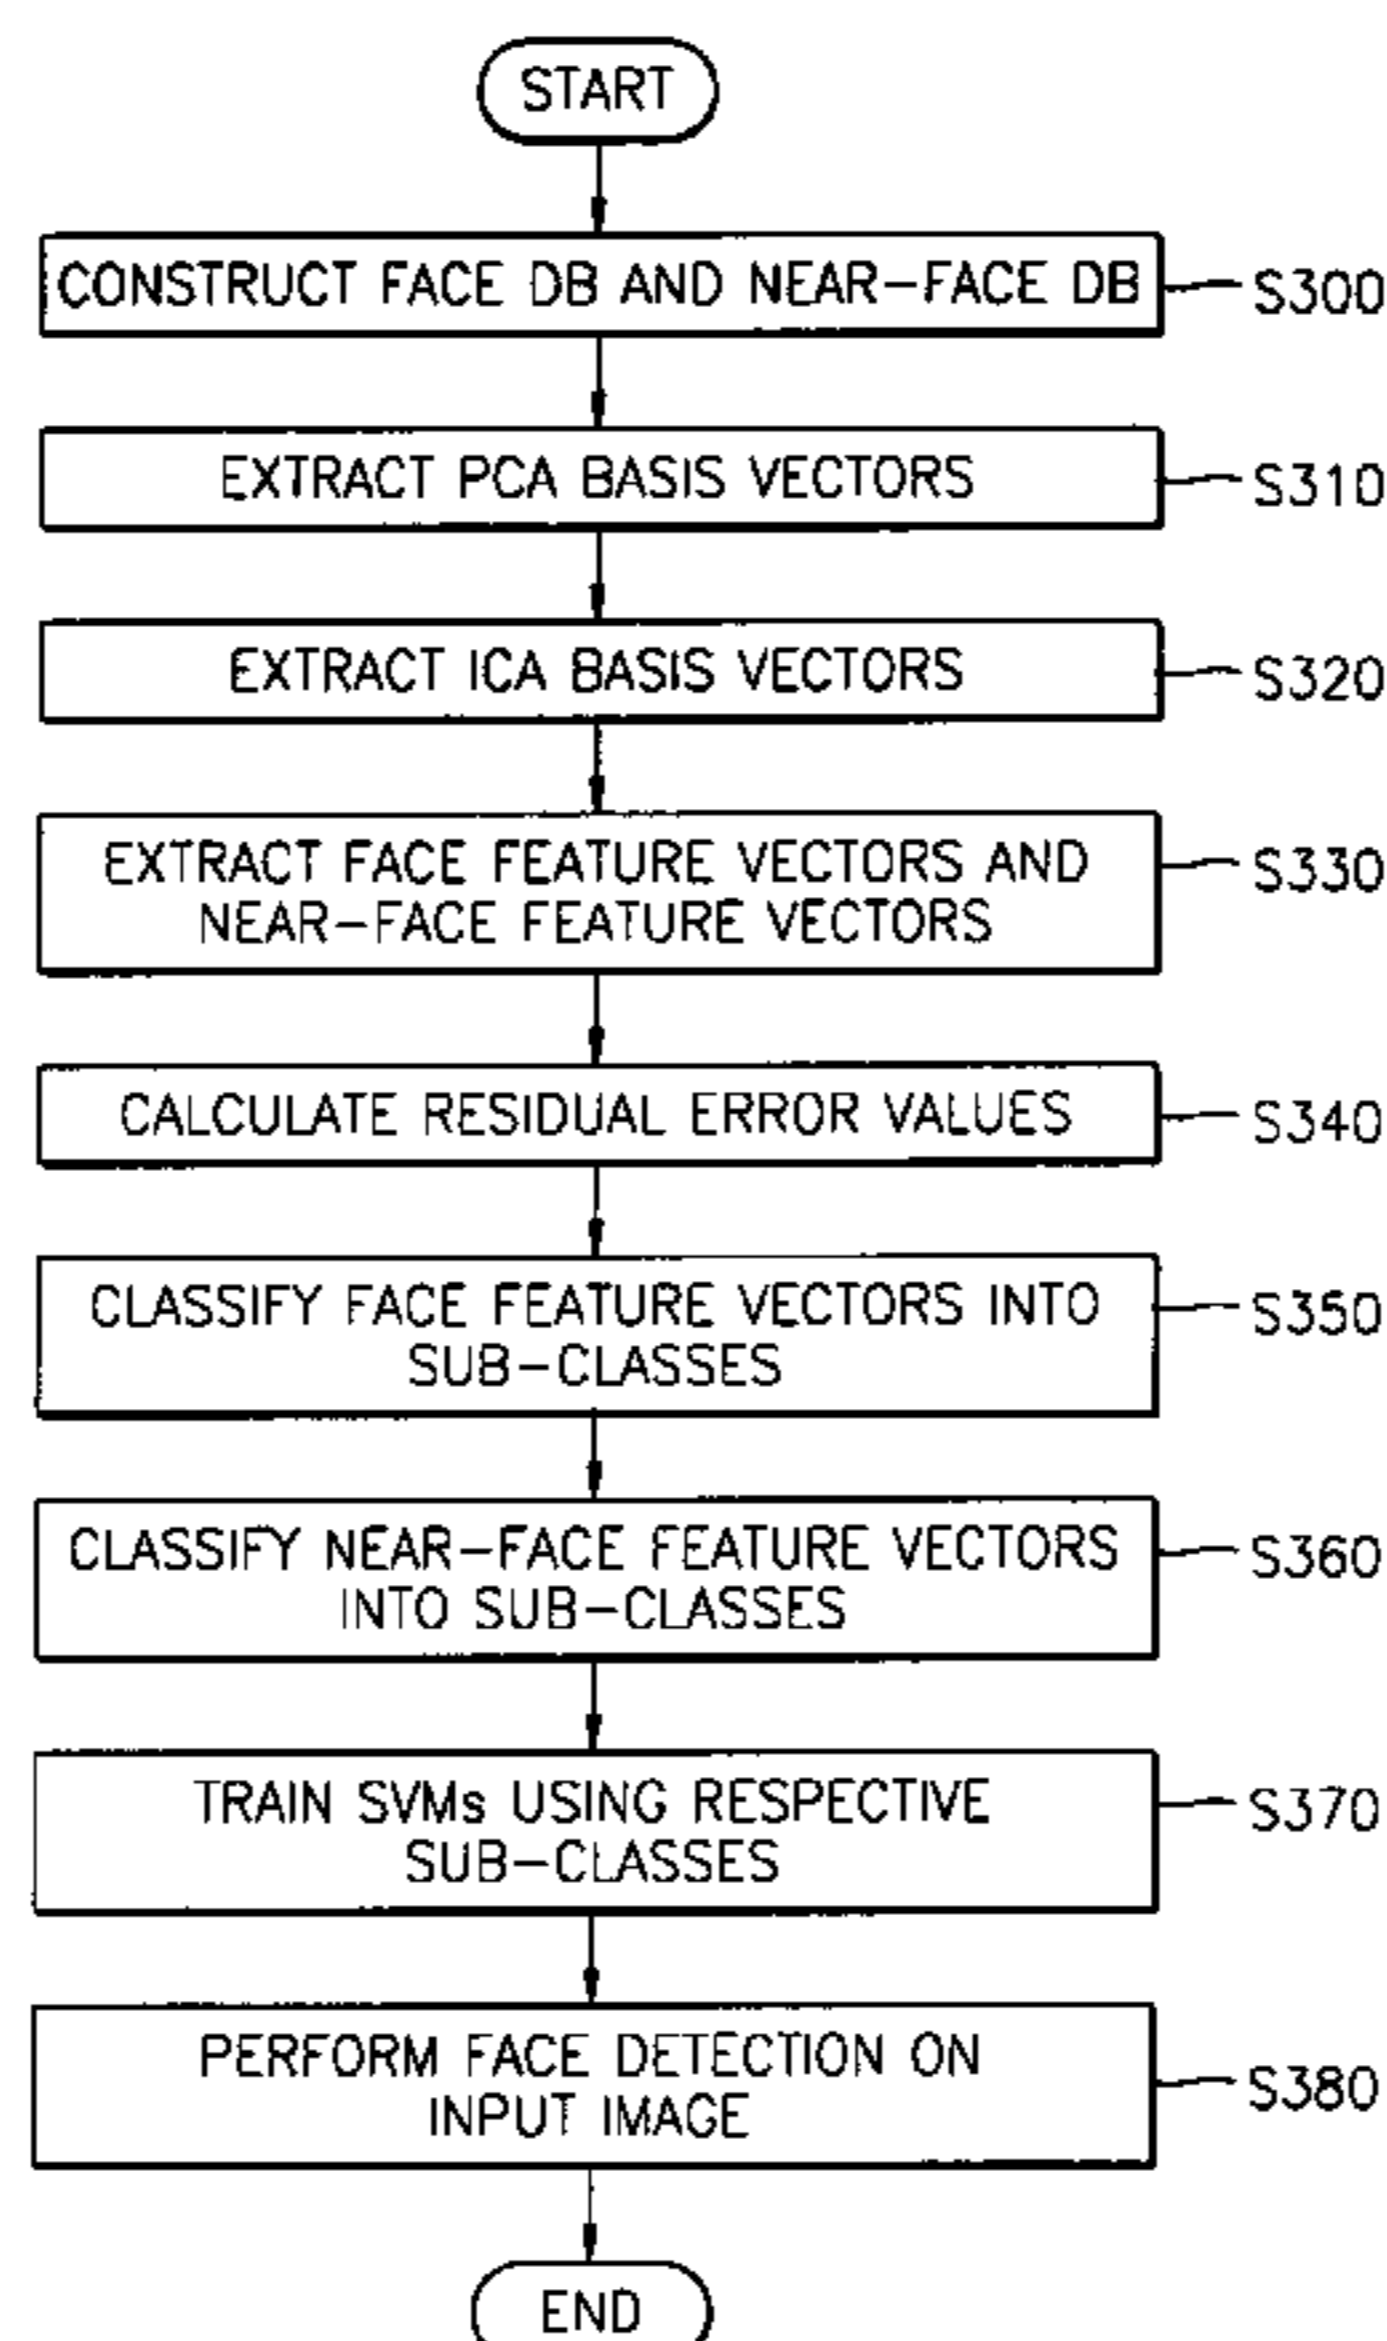 START
CONSTRUCT FACE DB AND NEAR-FACE DB
S300
EXTRACT PCA BASIS VECTORS
S310
EXTRACT ICA BASIS VECTORS
S320
EXTRACT FACE FEATURE VECTORS AND
NEAR-FACE FEATURE VECTORS
S330
CALCULATE RESIDUAL ERROR VALUES
S340
CLASSIFY FACE FEATURE VECTORS INTO
SUB-CLASSES
S350
CLASSIFY NEAR-FACE FEATURE VECTORS
INTO SUB-CLASSES
S360
TRAIN SVMs USING RESPECTIVE
SUB-CLASSES
S370
PERFORM FACE DETECTION ON
INPUT IMAGE
S380
END